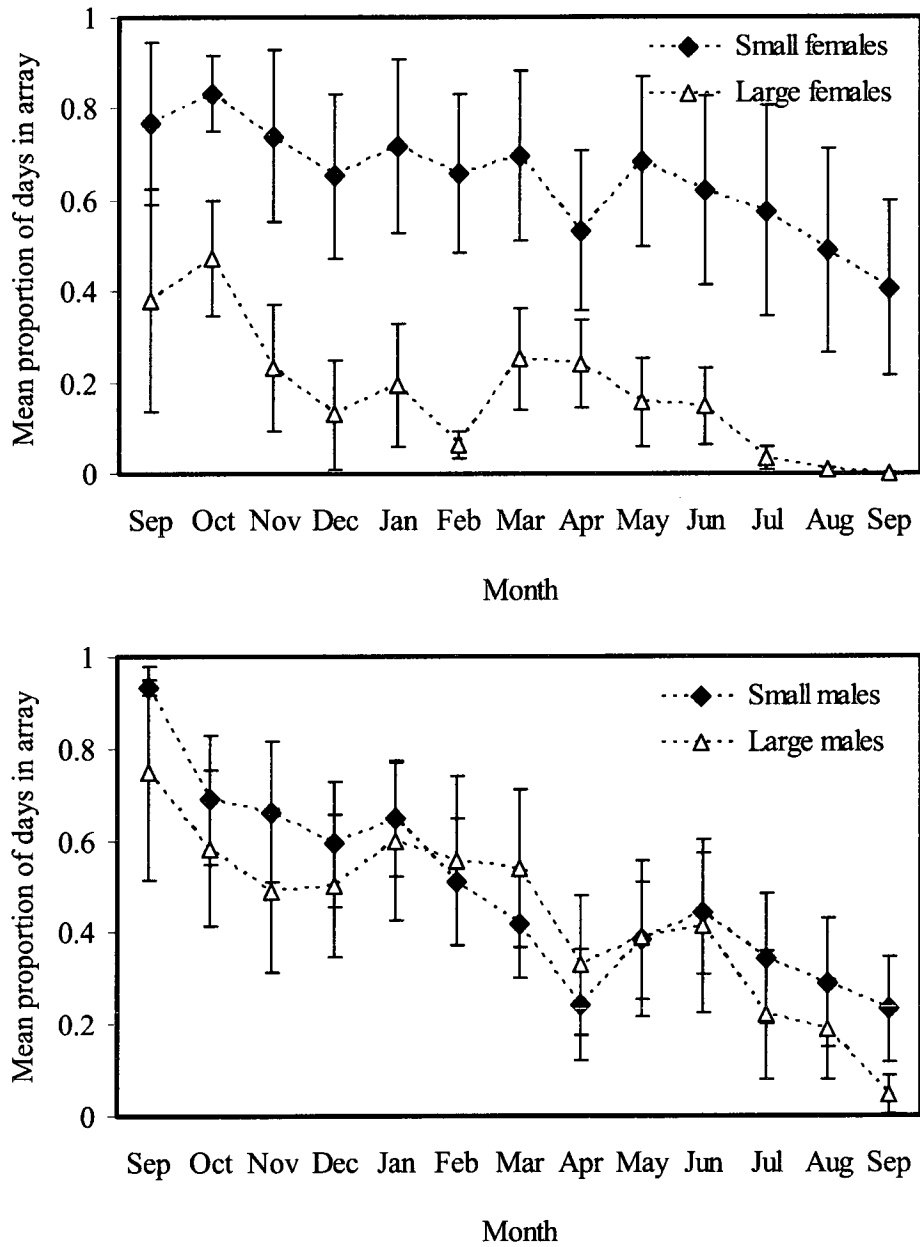 Mean proportion of days in array
1
0.8
0.6
0.4
0.2
0
Small females
Large females
Sep Oct Nov Dec Jan Feb Mar Apr May Jun Jul Aug Sep
Month
Mean proportion of days in array
1
0.8
0.6
0.4
0.2
0
Small males
Large males
Sep Oct Nov Dec Jan Feb Mar Apr May Jun Jul Aug Sep
Month